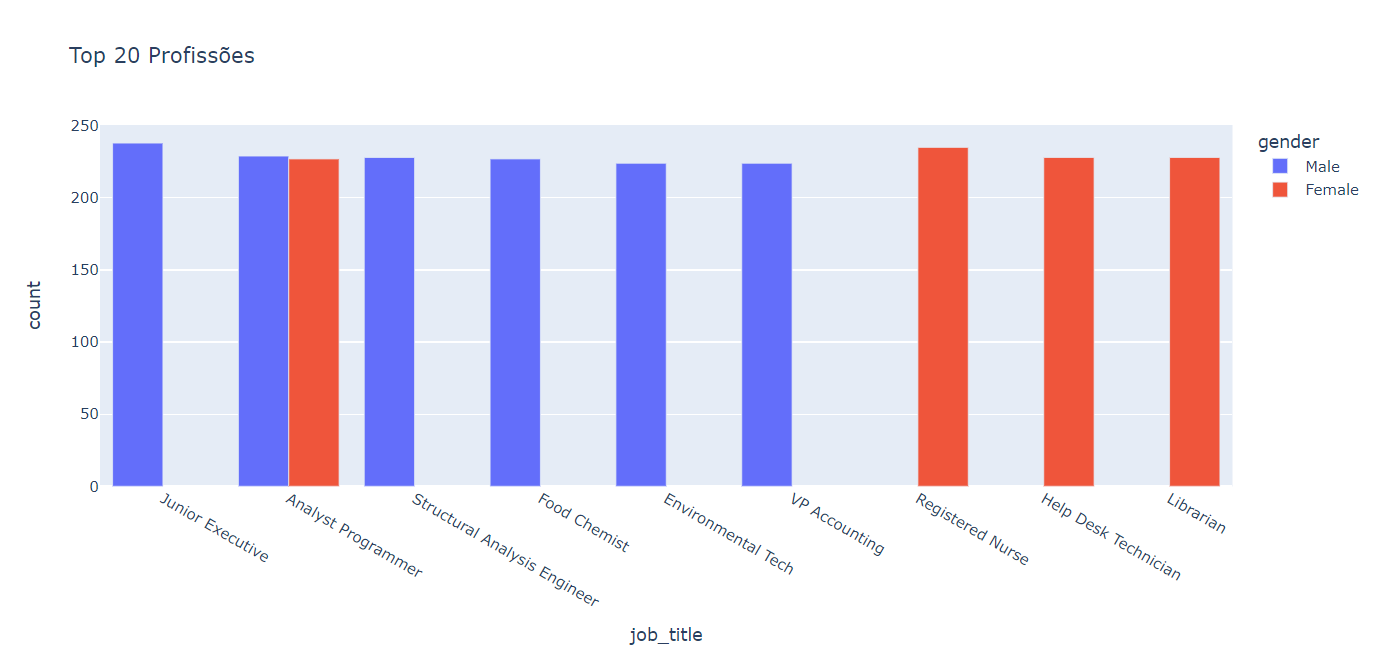 Top 20 Profissões
250
200
150
100
50
0
count
Junior Executive
Analyst Programmer
Structural Analysis Engineer
Food Chemist
Environmental Tech
VP Accounting
Registered Nurse
Help Desk Technician
Librarian
job_title
gender
Male
Female